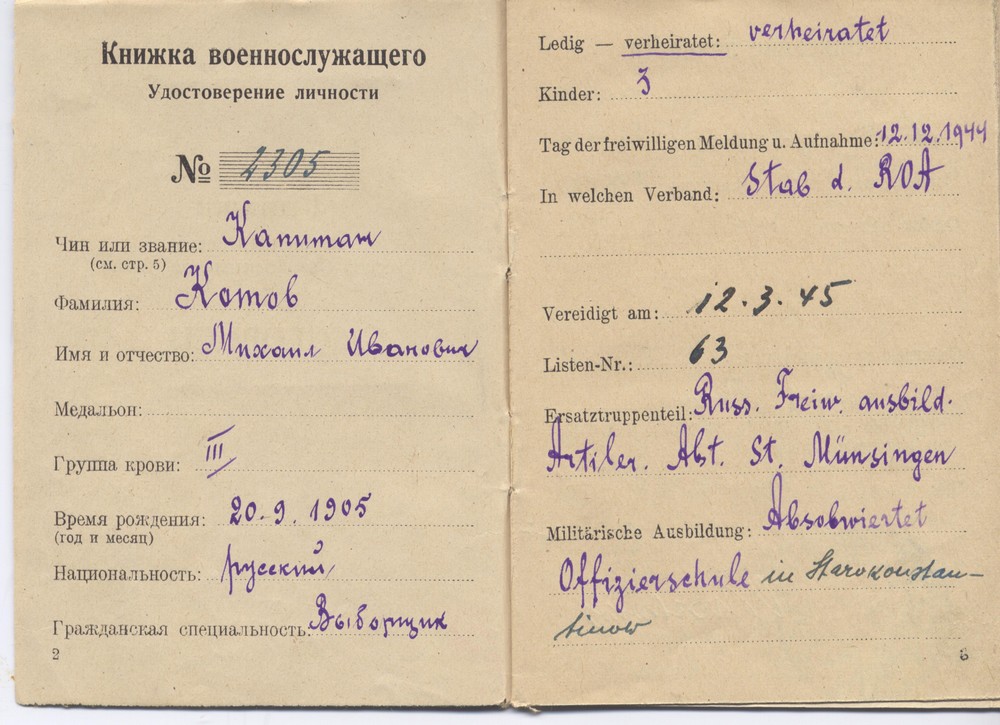 Книжка военнослужащего
Удостоверение личности
№ 2305
Чин или звание: Капитан
(см. стр. 5)
Фамилия: Котов
Имя и отчество: Михаил Иванович
Медальон:
Группа крови: III
Время рождения: 20.9.1905
(год и месяц)
Национальность: русский
Гражданская специальность: Выборщик
2
Ledig — verheiratet: verheiratet
Kinder: 3
Tag der freiwilligen Meldung u. Aufnahme: 12.12.1944
In welchen Verband: Stab d. ROA
Vereidigt am: 12.3.45
Listen-Nr.: 63
Ersatztruppenteil: Russ. Freiw. ausbild.
Artiler. Abt. St. Münsingen
Militärische Ausbildung: Absolwiertet
Offizierschule in Starokonstan-
tinow